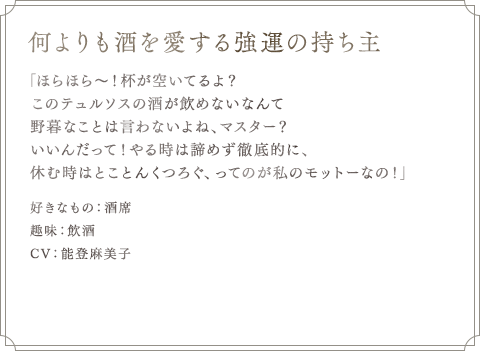 何よりも酒を愛する強運の持ち主
「ほらほら～！杯が空いてるよ？
このテュルソスの酒が飲めないなんて
野暮なことは言わないよね、マスター？
いいんだって！やる時は諦めず徹底的に、
休む時はとことんくつろぐ、ってのが私のモットーなの！」
好きなもの：酒席
趣味：飲酒
CV：能登麻美子